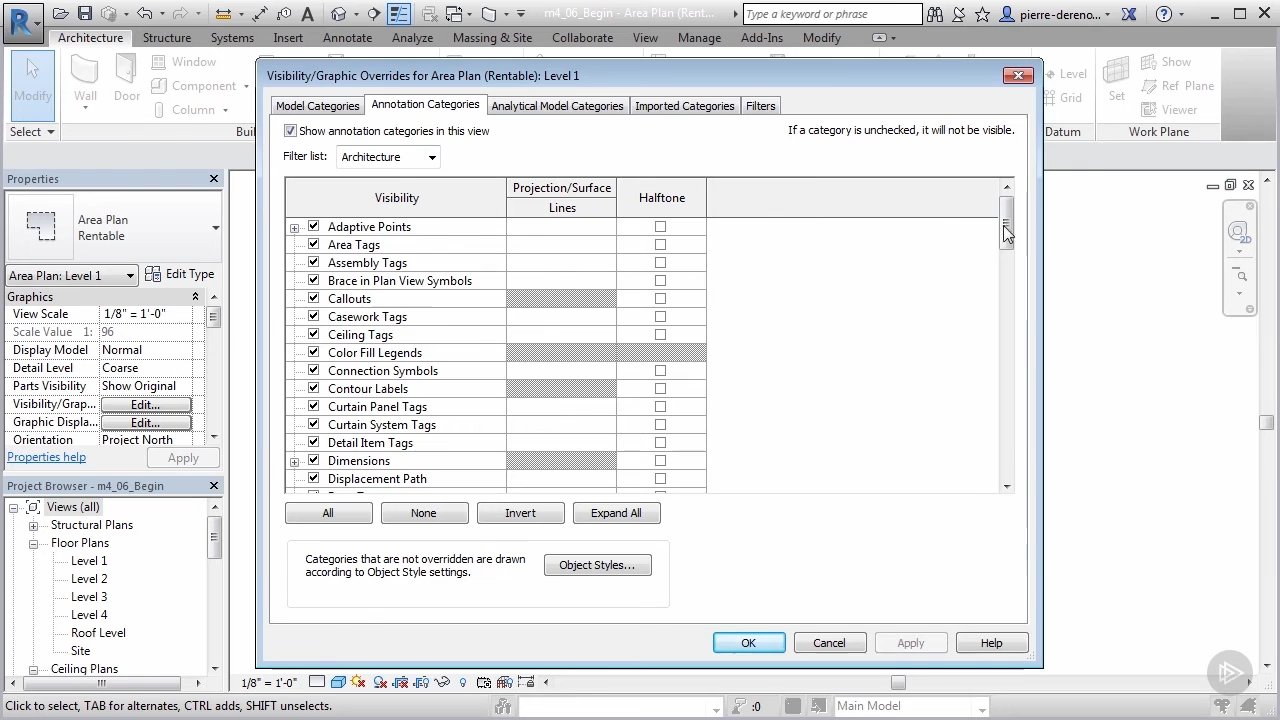 m4_06_Begin - Area Plan (Rent...
Type a keyword or phrase
pierre-dereno...
Architecture
Structure
Systems
Insert
Annotate
Analyze
Massing & Site
Collaborate
View
Manage
Add-Ins
Modify
Modify
Wall
Door
Window
Component
Column
Level
Grid
Set
Show
Ref Plane
Viewer
Select
Buil
Datum
Work Plane
Properties
Area Plan
Rentable
Area Plan: Level 1
Edit Type
Graphics
View Scale 1/8" = 1'-0"
Scale Value 1: 96
Display Model Normal
Detail Level Coarse
Parts Visibility Show Original
Visibility/Grap... Edit...
Graphic Displa... Edit...
Orientation Project North
Properties help
Apply
Project Browser - m4_06_Begin
Views (all)
Structural Plans
Floor Plans
Level 1
Level 2
Level 3
Level 4
Roof Level
Site
Ceiling Plans
Visibility/Graphic Overrides for Area Plan (Rentable): Level 1
Model Categories
Annotation Categories
Analytical Model Categories
Imported Categories
Filters
Show annotation categories in this view
If a category is unchecked, it will not be visible.
Filter list: Architecture
Visibility
Projection/Surface
Lines
Halftone
Adaptive Points
Area Tags
Assembly Tags
Brace in Plan View Symbols
Callouts
Casework Tags
Ceiling Tags
Color Fill Legends
Connection Symbols
Contour Labels
Curtain Panel Tags
Curtain System Tags
Detail Item Tags
Dimensions
Displacement Path
All
None
Invert
Expand All
Categories that are not overridden are drawn
according to Object Style settings.
Object Styles...
OK
Cancel
Apply
Help
2D
1/8" = 1'-0"
Click to select, TAB for alternates, CTRL adds, SHIFT unselects.
:0
Main Model